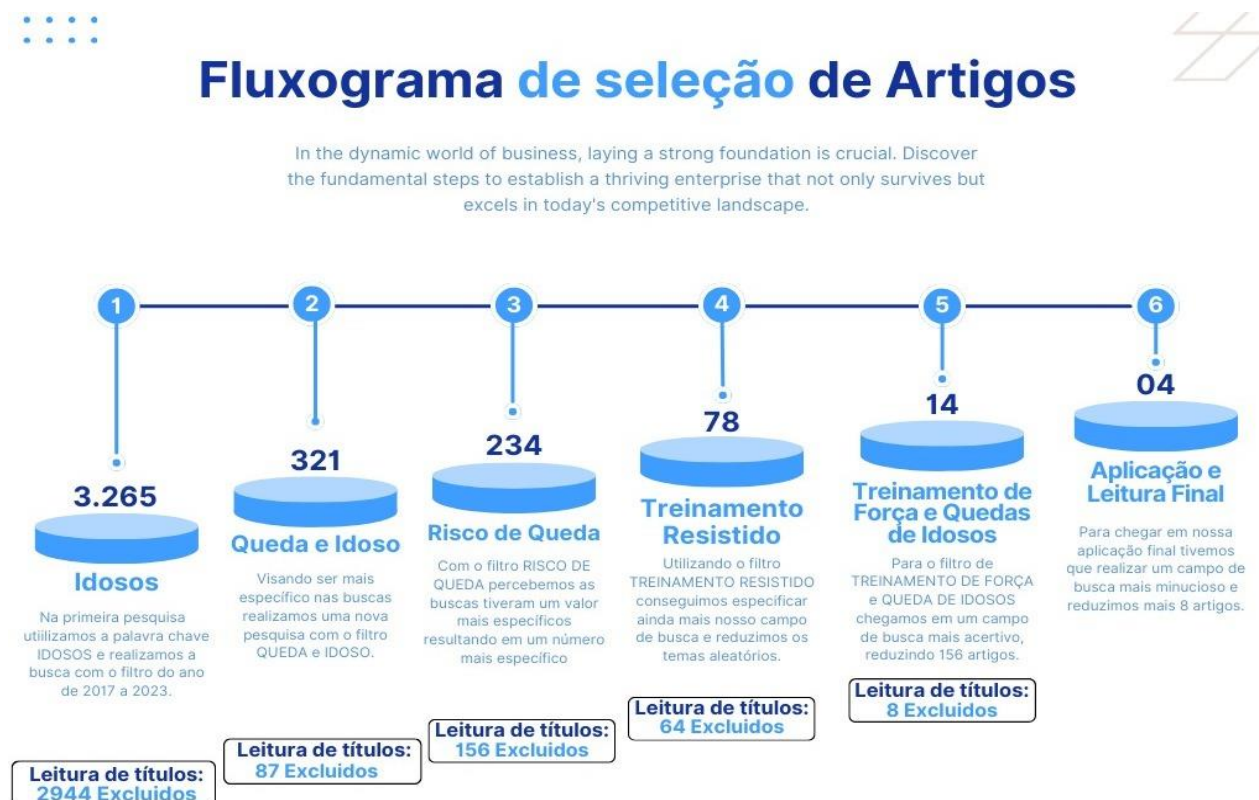 Fluxograma de seleção de Artigos
In the dynamic world of business, laying a strong foundation is crucial. Discover
the fundamental steps to establish a thriving enterprise that not only survives but
excels in today's competitive landscape.
1
2
3
4
5
6
3.265
Idosos
Na primeira pesquisa
utiilizamos a palavra chave
IDOSOS e realizamos a
busca com o filtro do ano
de 2017 a 2023.
Leitura de títulos:
2944 Excluidos
321
Queda e Idoso
Visando ser mais
específico nas buscas
realizamos uma nova
pesquisa com o filtro
QUEDA e IDOSO.
Leitura de títulos:
87 Excluidos
234
Risco de Queda
Com o filtro RISCO DE
QUEDA percebemos as
buscas tiveram um valor
mais específicos
resultando em um número
mais específico
Leitura de títulos:
156 Excluidos
78
Treinamento
Resistido
Utilizando o filtro
TREINAMENTO RESISTIDO
conseguimos especificar
ainda mais nosso campo
de busca e reduzimos os
temas aleatórios.
Leitura de títulos:
64 Excluidos
14
Treinamento de
Força e Quedas
de Idosos
Para o filtro de
TREINAMENTO DE FORÇA
e QUEDA DE IDOSOS
chegamos em um campo
de busca mais acertivo,
reduzindo 156 artigos.
Leitura de títulos:
8 Excluidos
04
Aplicação e
Leitura Final
Para chegar em nossa
aplicação final tivemos
que realizar um campo de
busca mais minucioso e
reduzimos mais 8 artigos.